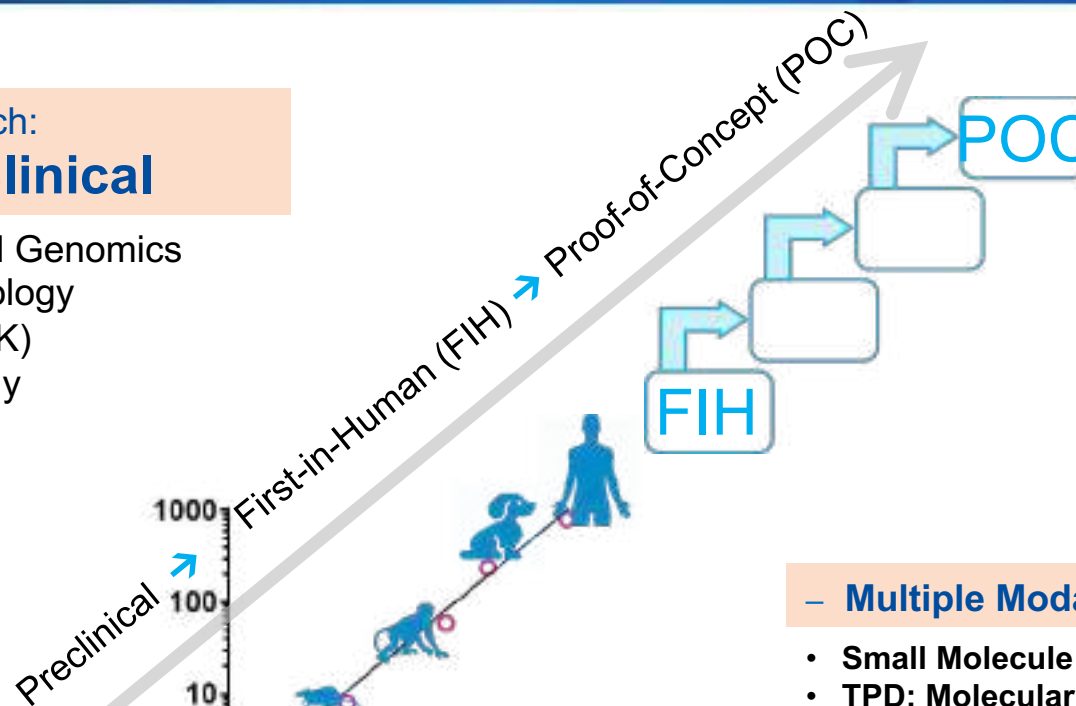 ch:
linical
l Genomics
ology
K)
y
Preclinical ➔ First-in-Human (FIH) ➔ Proof-of-Concept (POC)
POC
FIH
1000
100
10
– Multiple Moda
• Small Molecule
• TPD: Molecular